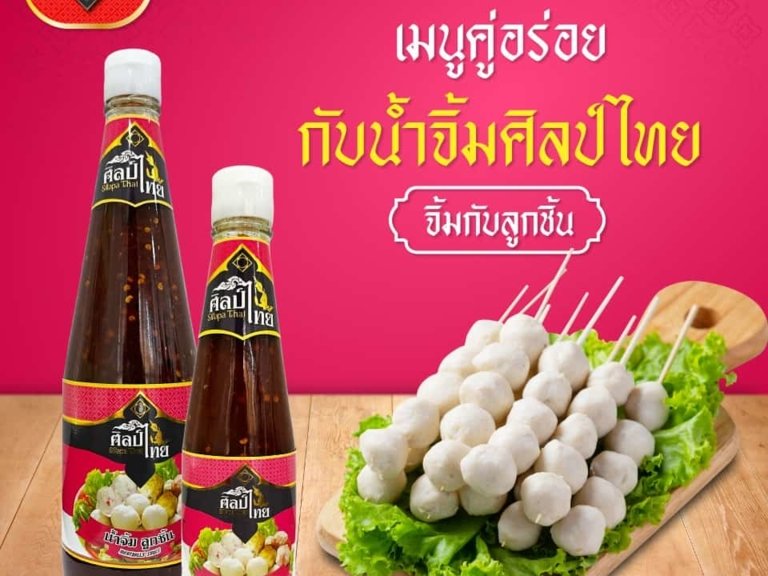 เมนูคู่อร่อย
กับน้ำจิ้มศิลป์ไทย
จิ้มกับลูกชิ้น
ศิลป์ไทย
Silapa Thai
ศิลป์ไทย
Silapa Thai
ศิลป์ไทย
น้ำจิ้ม ลูกชิ้น
ศิลป์ไทย